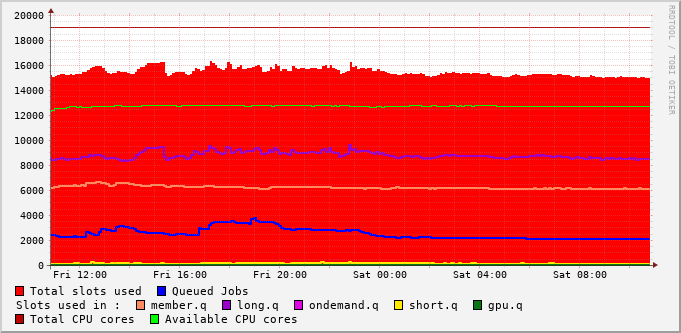 RRDTOOL / TOBI OETIKER
20000
18000
16000
14000
12000
10000
8000
6000
4000
2000
0
Fri 12:00 Fri 16:00 Fri 20:00 Sat 00:00 Sat 04:00 Sat 08:00
Total slots used Queued Jobs
Slots used in : member.q long.q ondemand.q short.q gpu.q
Total CPU cores Available CPU cores